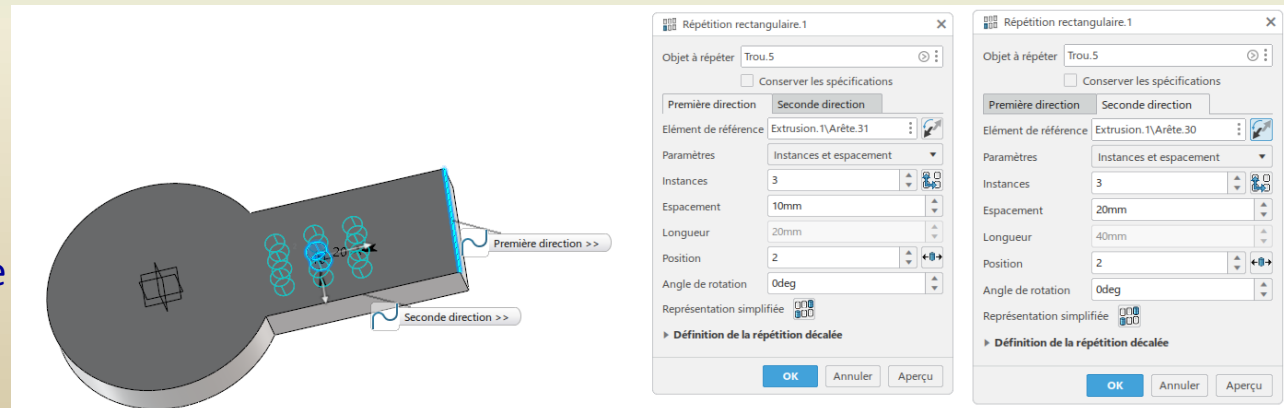 e
20
Première direction >>
Seconde direction >>
Répétition rectangulaire.1
Objet à répéter Trou.5
Conserver les spécifications
Première direction Seconde direction
Elément de référence Extrusion.1\Arête.31
Paramètres Instances et espacement
Instances 3
Espacement 10mm
Longueur 20mm
Position 2
Angle de rotation 0deg
Représentation simplifiée
Définition de la répétition décalée
OK Annuler Aperçu
Répétition rectangulaire.1
Objet à répéter Trou.5
Conserver les spécifications
Première direction Seconde direction
Elément de référence Extrusion.1\Arête.30
Paramètres Instances et espacement
Instances 3
Espacement 20mm
Longueur 40mm
Position 2
Angle de rotation 0deg
Représentation simplifiée
Définition de la répétition décalée
OK Annuler Aperçu